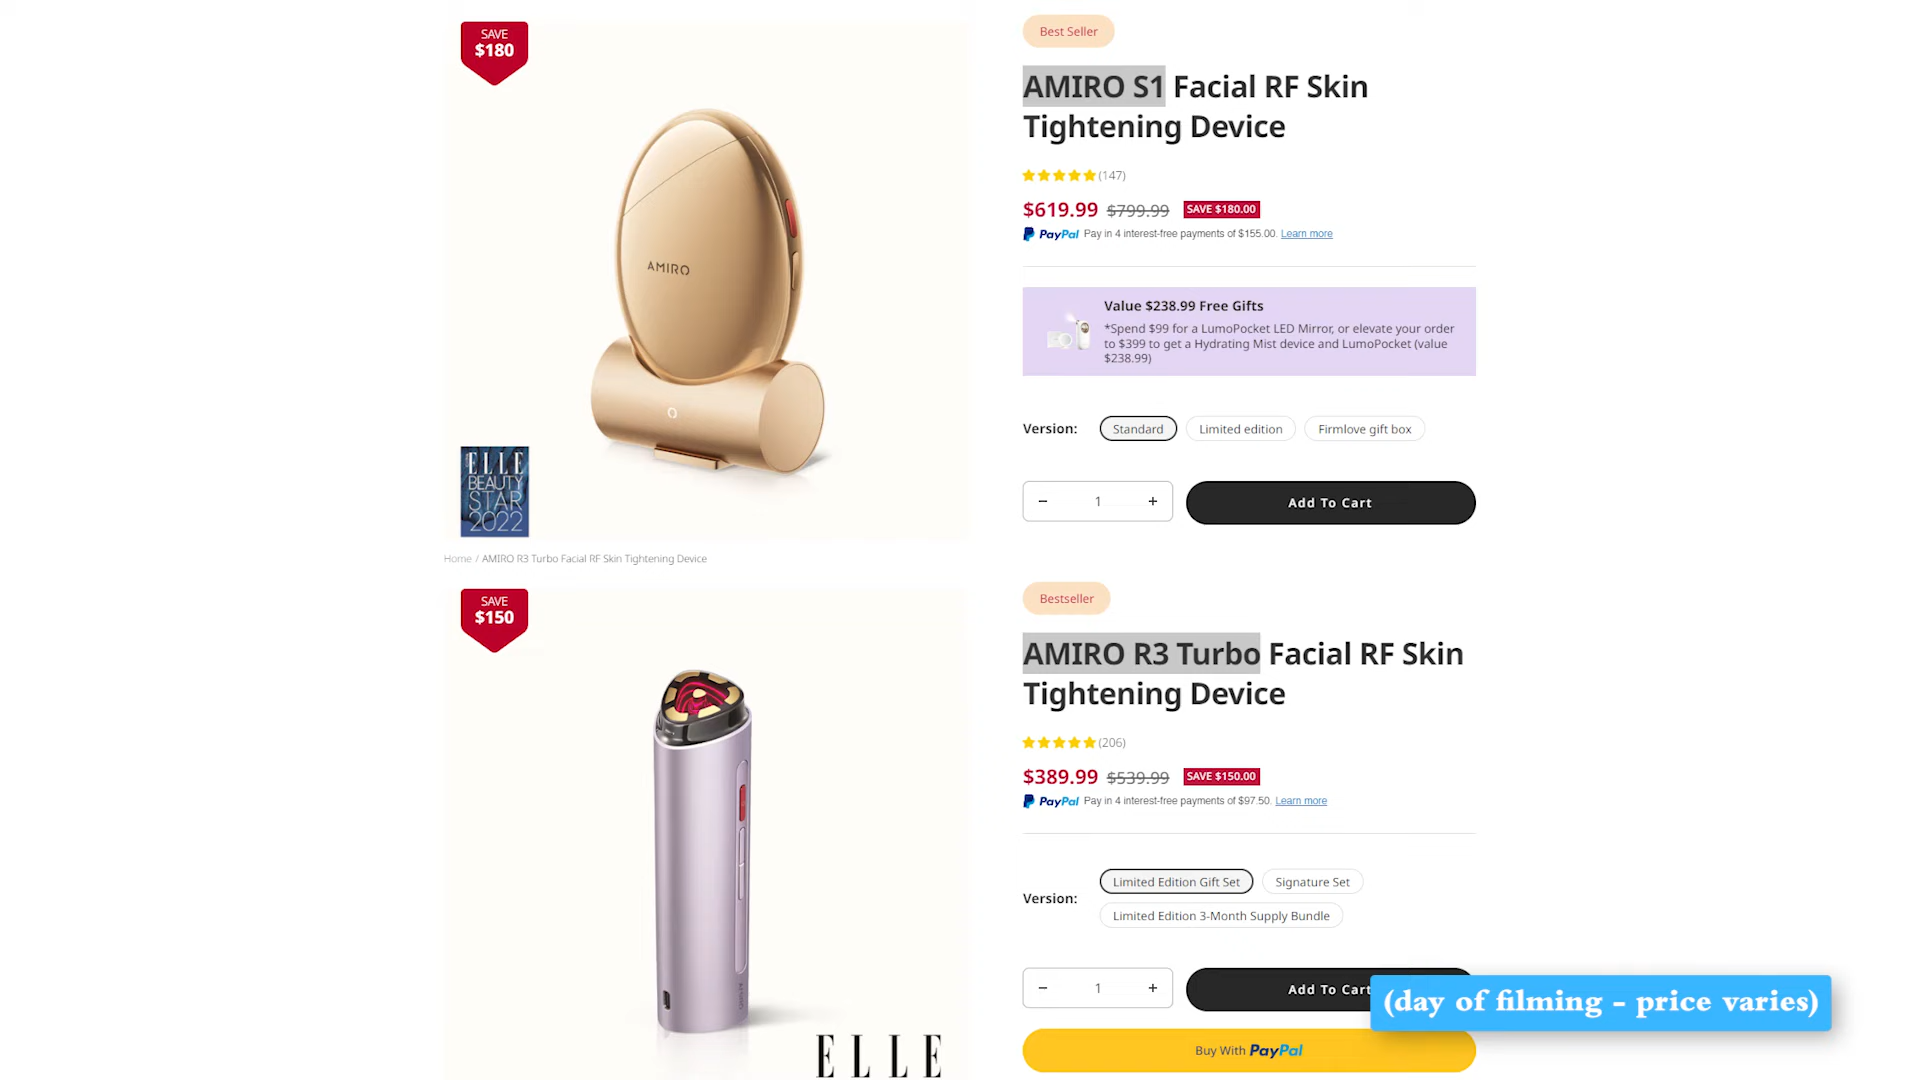 SAVE
$180
AMIRO
ELLE
BEAUTY
STAR
2022
Best Seller
AMIRO S1 Facial RF Skin
Tightening Device
(147)
$619.99 $799.99 SAVE $180.00
PayPal Pay in 4 interest-free payments of $155.00. Learn more
Value $238.99 Free Gifts
*Spend $99 for a LumoPocket LED Mirror, or elevate your order
to $399 to get a Hydrating Mist device and LumoPocket (value
$238.99)
Version: Standard Limited edition Firmlove gift box
− 1 + Add To Cart
Home / AMIRO R3 Turbo Facial RF Skin Tightening Device
SAVE
$150
AMIRO
ELLE
Bestseller
AMIRO R3 Turbo Facial RF Skin
Tightening Device
(206)
$389.99 $539.99 SAVE $150.00
PayPal Pay in 4 interest-free payments of $97.50. Learn more
Version: Limited Edition Gift Set Signature Set
Limited Edition 3-Month Supply Bundle
− 1 + Add To Cart
(day of filming - price varies)
Buy With PayPal